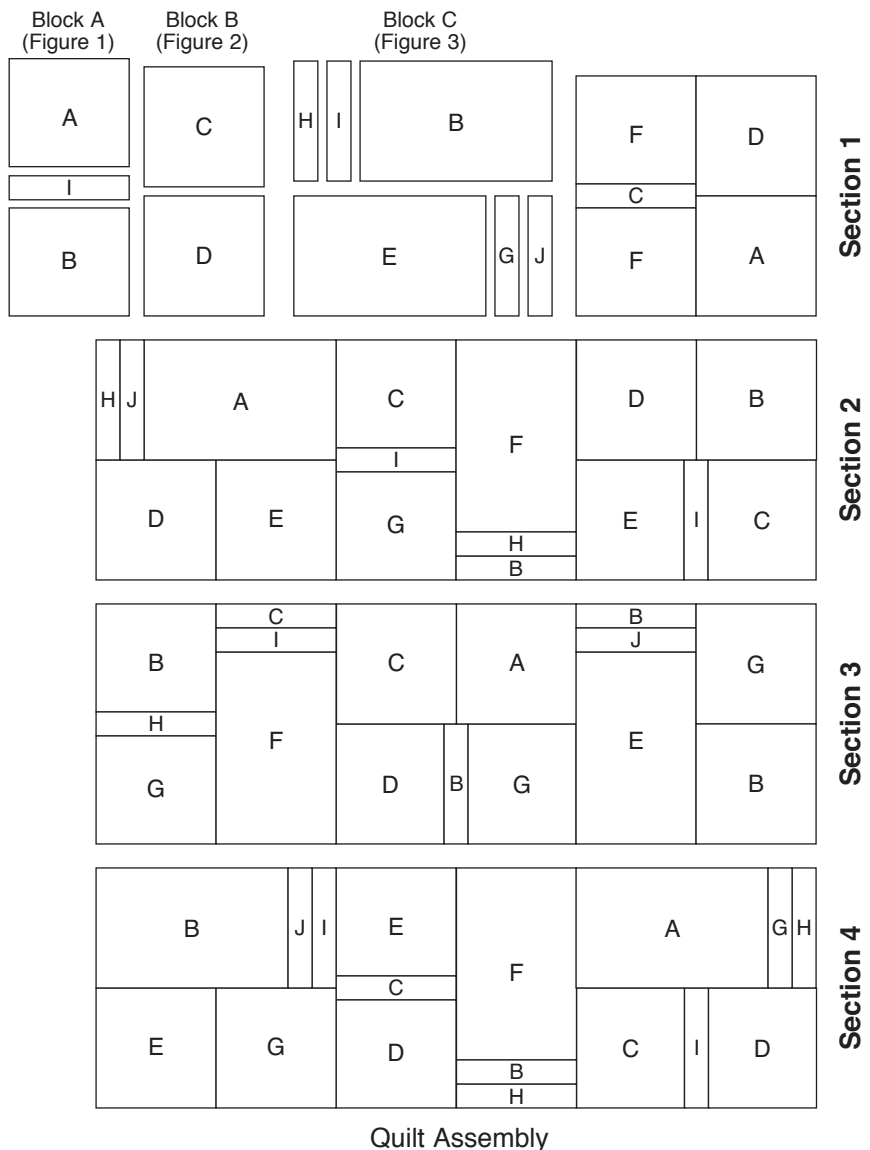 Block A
(Figure 1)
Block B
(Figure 2)
Block C
(Figure 3)
A
I
B
C
D
H I B
E G J
F D
C
F A
Section 1
H J A C F D B
I
D E G E I C
H
B
Section 2
B C C A B G
I J
H F E
G D B G B
Section 3
B J I E F A G H
C
E G D C I D
B
H
Section 4
Quilt Assembly